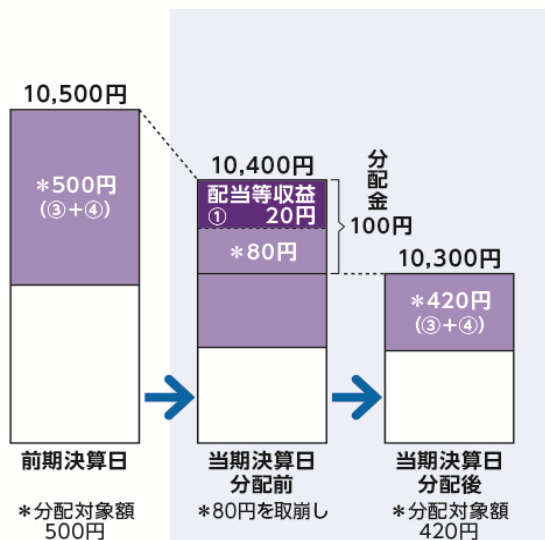 10,500円
*500円
(③+④)
前期決算日
*分配対象額
500円
10,400円
配当等収益
① 20円
*80円
分配金
100円
当期決算日
分配前
*80円を取崩し
10,300円
*420円
(③+④)
当期決算日
分配後
*分配対象額
420円